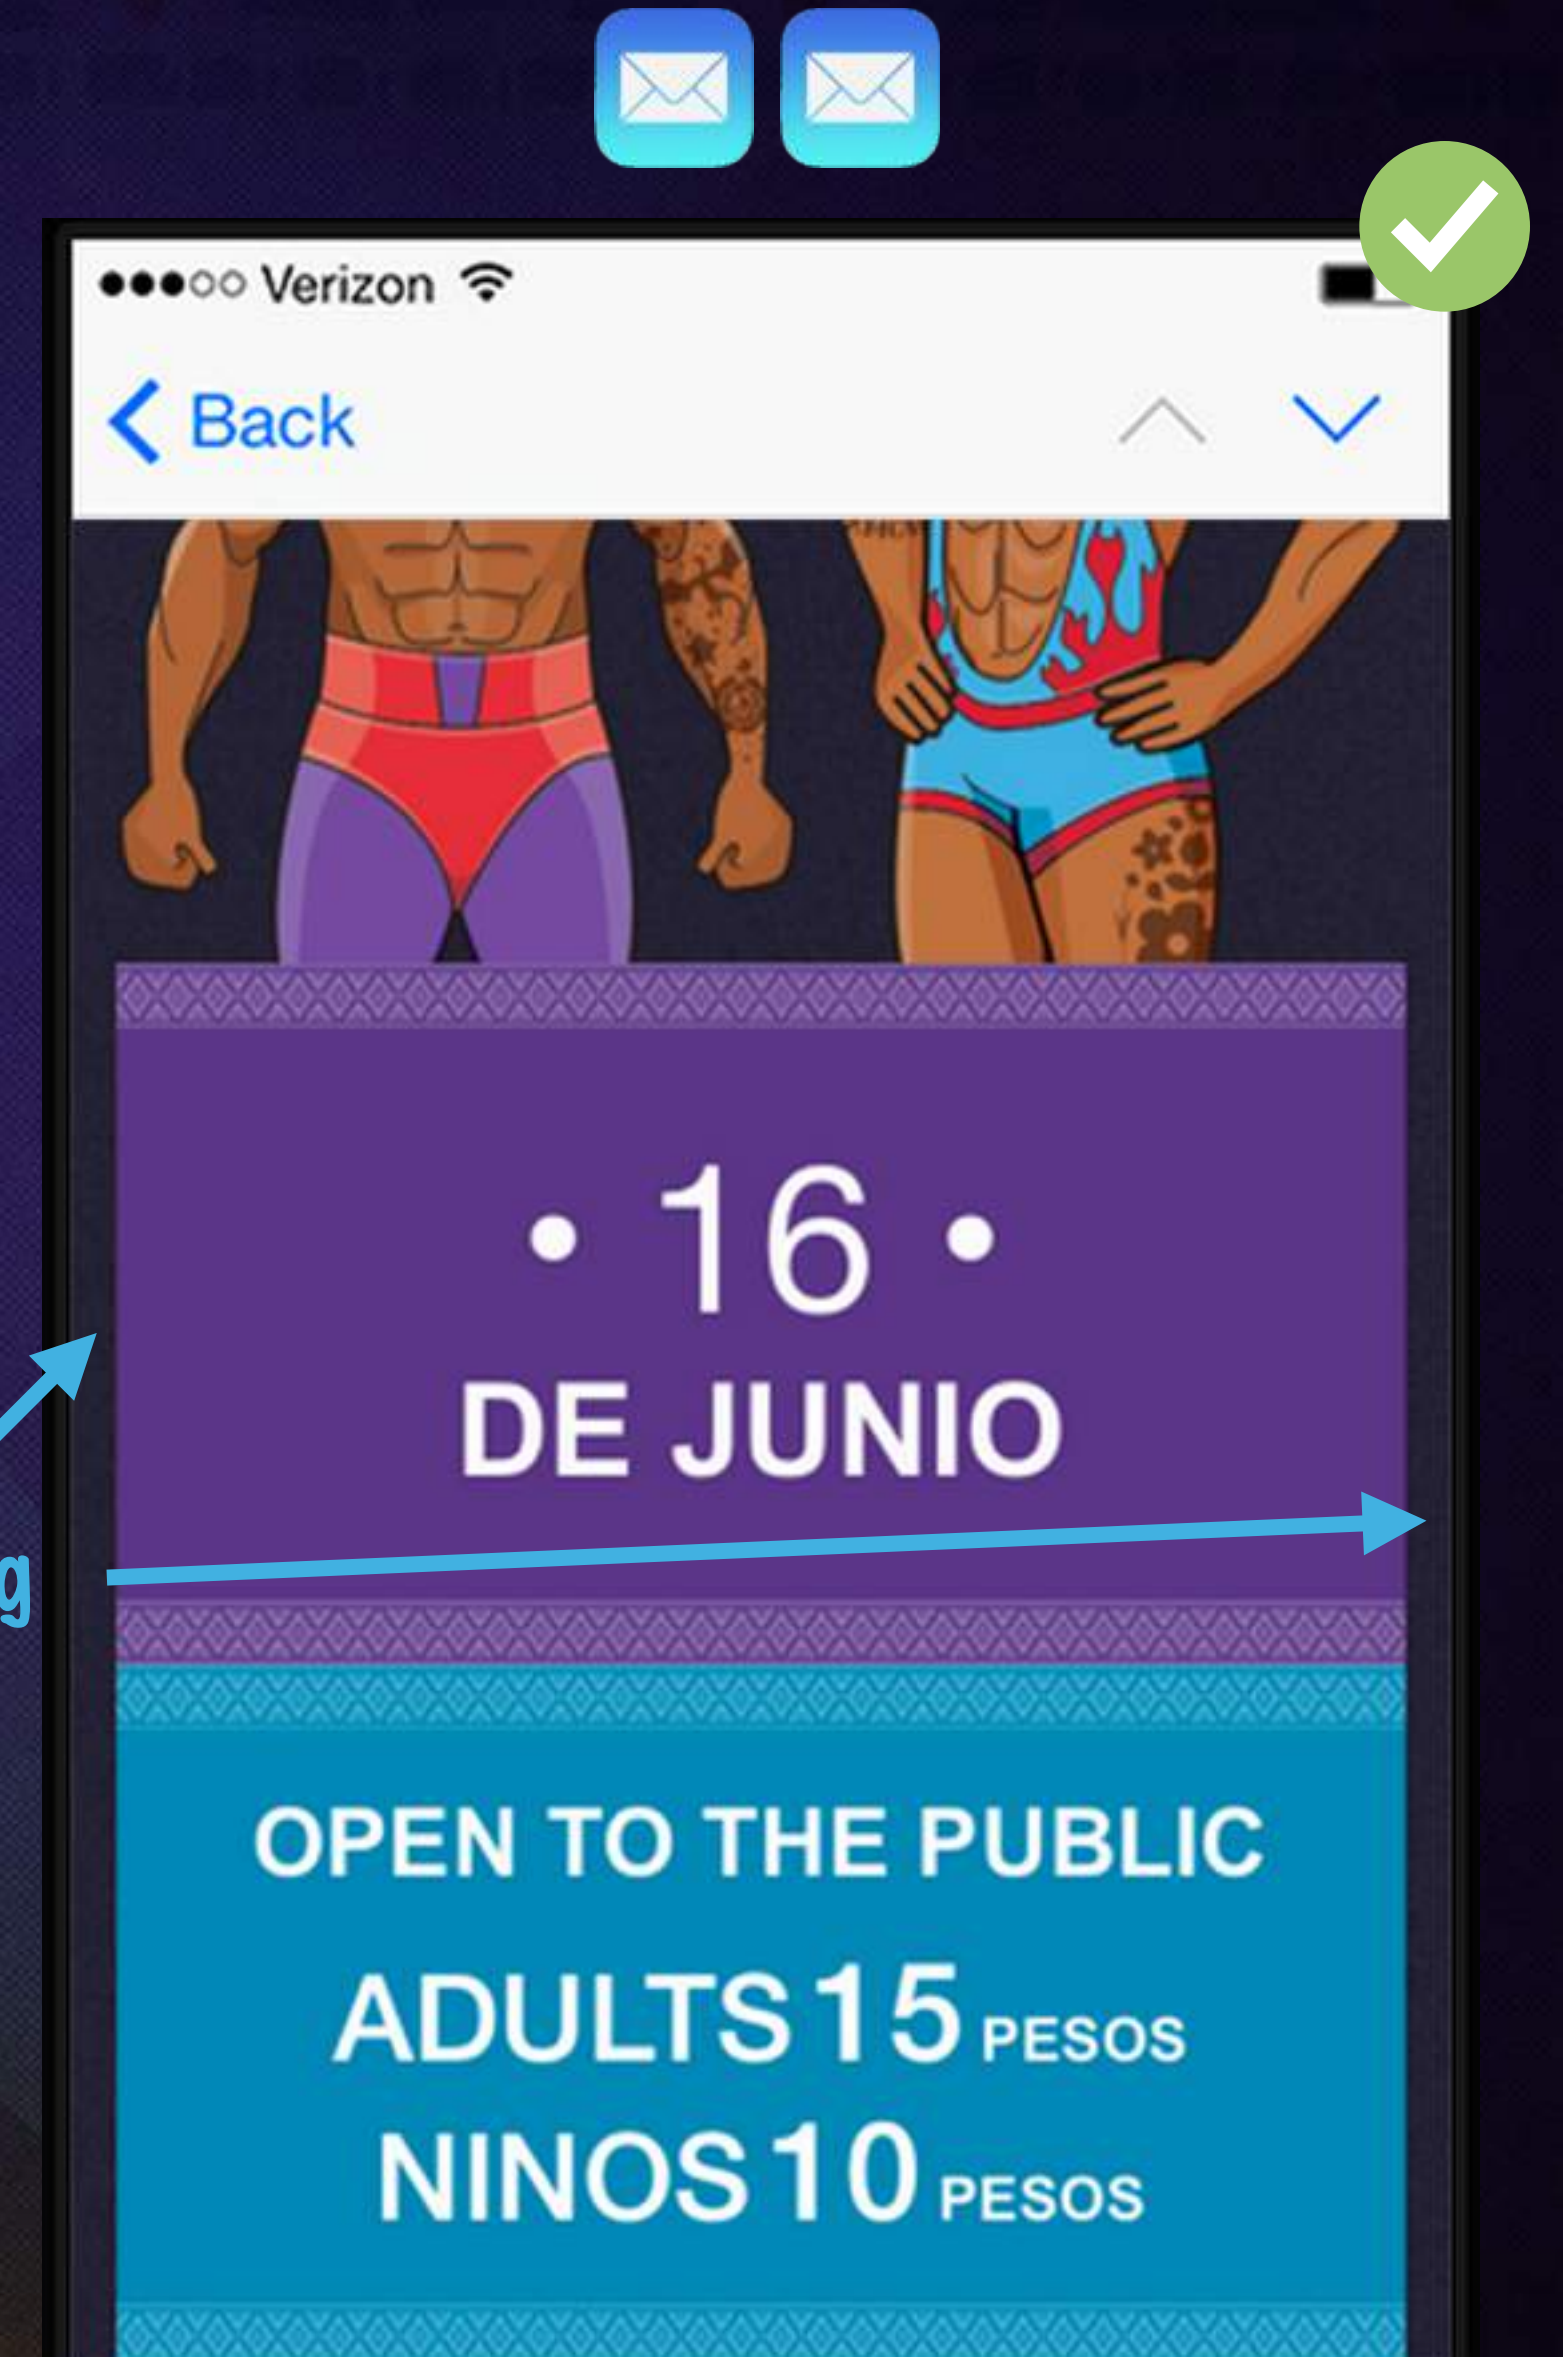 Verizon
Back
• 16 •
DE JUNIO
g
OPEN TO THE PUBLIC
ADULTS 15 PESOS
NINOS 10 PESOS